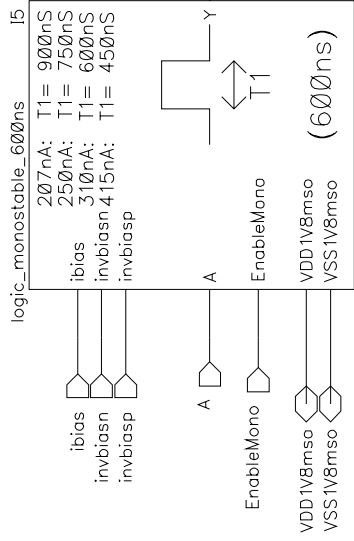 logic_monostable_600ns I5
207nA: T1= 900nS
250nA: T1= 750nS
310nA: T1= 600nS
415nA: T1= 450nS
ibias ibias
invbiasn invbiasn
invbiasp invbiasp
A A Y
T1
EnableMono EnableMono
(600ns)
VDD1V8mso VDD1V8mso
VSS1V8mso VSS1V8mso